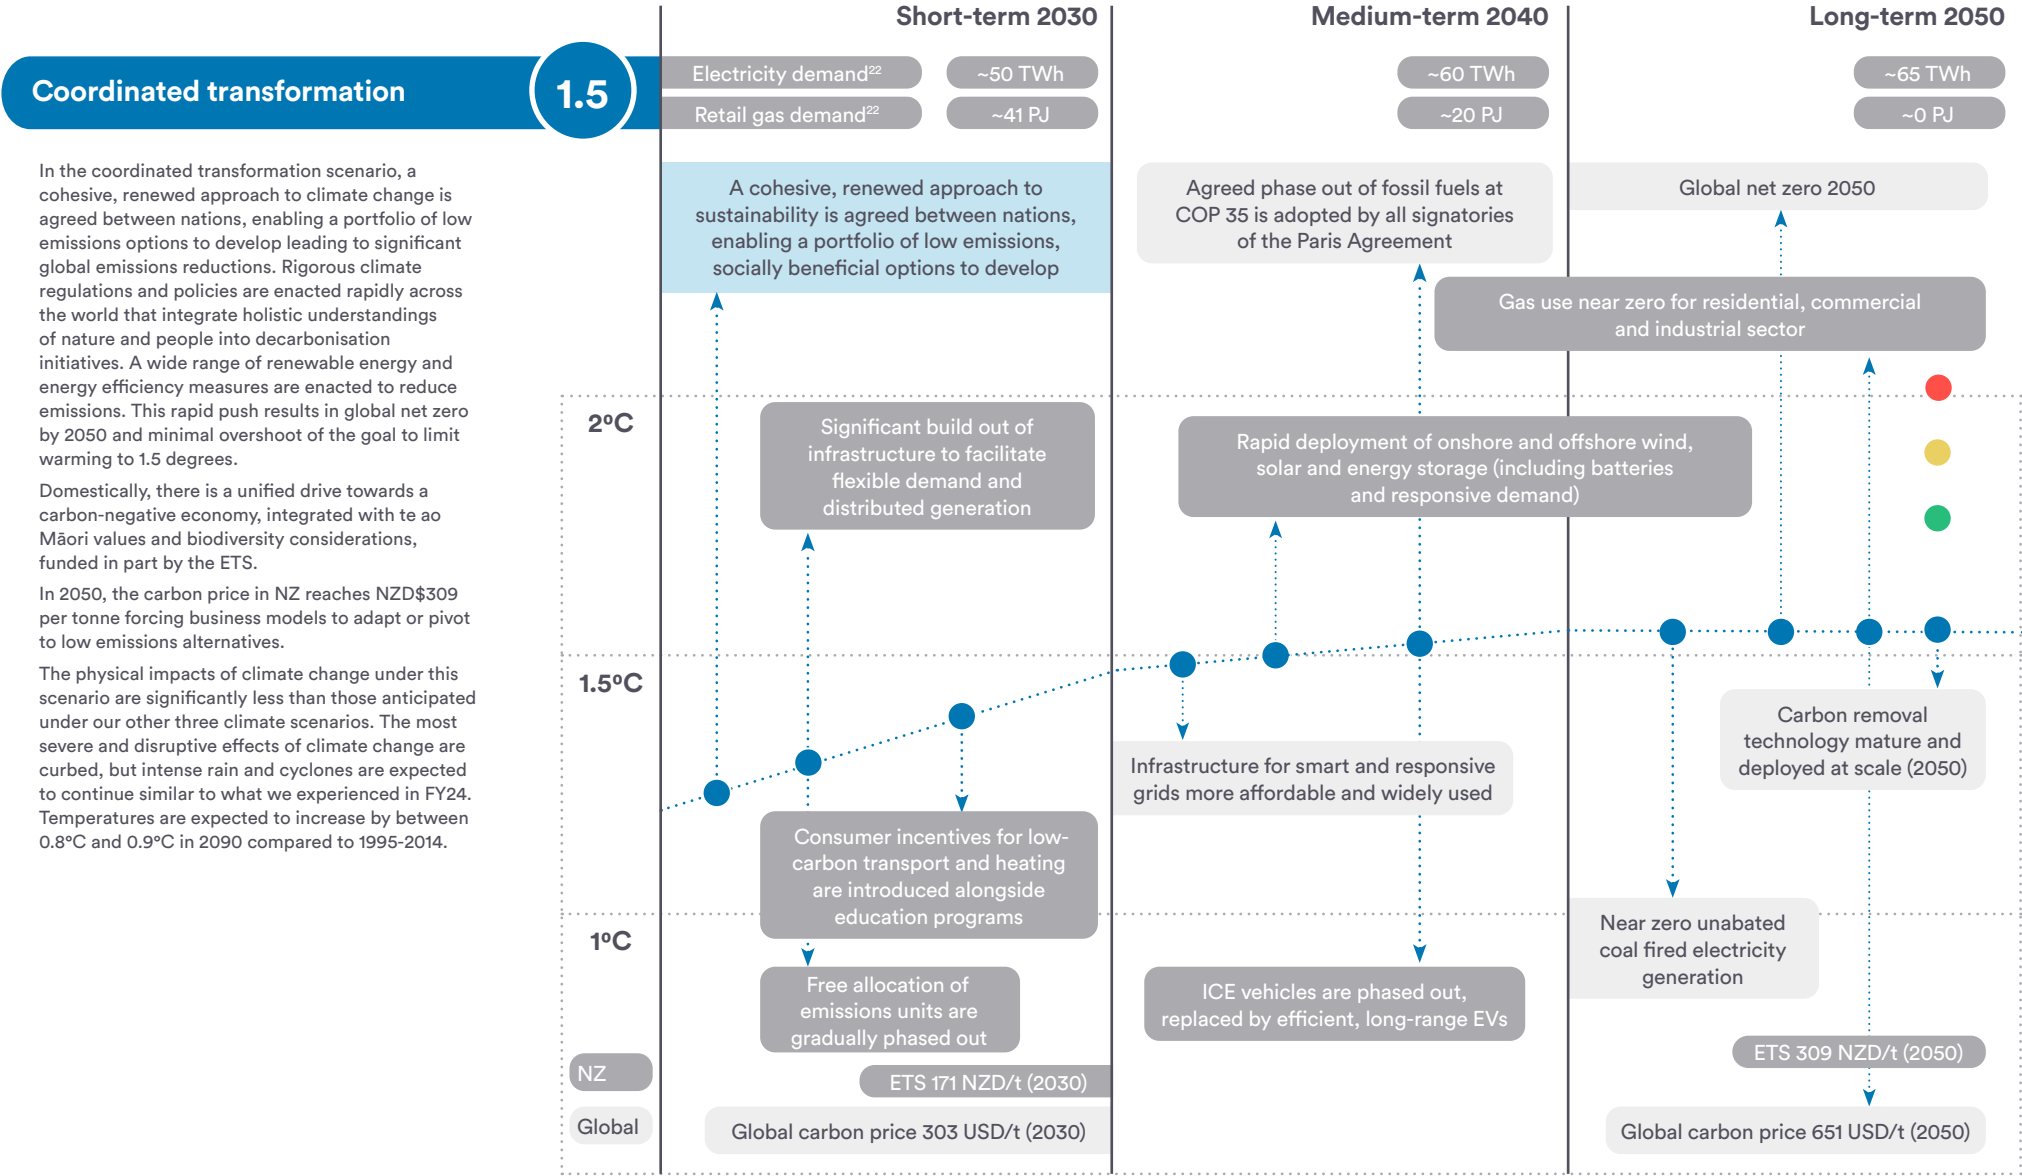 Short-term 2030
Medium-term 2040
Long-term 2050
Coordinated transformation
1.5
Electricity demand22
~50 TWh
~60 TWh
~65 TWh
Retail gas demand22
~41 PJ
~20 PJ
~0 PJ
In the coordinated transformation scenario, a
cohesive, renewed approach to climate change is
agreed between nations, enabling a portfolio of low
emissions options to develop leading to significant
global emissions reductions. Rigorous climate
regulations and policies are enacted rapidly across
the world that integrate holistic understandings
of nature and people into decarbonisation
initiatives. A wide range of renewable energy and
energy efficiency measures are enacted to reduce
emissions. This rapid push results in global net zero
by 2050 and minimal overshoot of the goal to limit
warming to 1.5 degrees.
Domestically, there is a unified drive towards a
carbon-negative economy, integrated with te ao
Māori values and biodiversity considerations,
funded in part by the ETS.
In 2050, the carbon price in NZ reaches NZD$309
per tonne forcing business models to adapt or pivot
to low emissions alternatives.
The physical impacts of climate change under this
scenario are significantly less than those anticipated
under our other three climate scenarios. The most
severe and disruptive effects of climate change are
curbed, but intense rain and cyclones are expected
to continue similar to what we experienced in FY24.
Temperatures are expected to increase by between
0.8°C and 0.9°C in 2090 compared to 1995-2014.
A cohesive, renewed approach to
sustainability is agreed between nations,
enabling a portfolio of low emissions,
socially beneficial options to develop
Agreed phase out of fossil fuels at
COP 35 is adopted by all signatories
of the Paris Agreement
Global net zero 2050
Gas use near zero for residential, commercial
and industrial sector
2°C
Significant build out of
infrastructure to facilitate
flexible demand and
distributed generation
Rapid deployment of onshore and offshore wind,
solar and energy storage (including batteries
and responsive demand)
1.5°C
Infrastructure for smart and responsive
grids more affordable and widely used
Carbon removal
technology mature and
deployed at scale (2050)
Consumer incentives for low-
carbon transport and heating
are introduced alongside
education programs
1°C
Near zero unabated
coal fired electricity
generation
Free allocation of
emissions units are
gradually phased out
ICE vehicles are phased out,
replaced by efficient, long-range EVs
NZ
ETS 171 NZD/t (2030)
ETS 309 NZD/t (2050)
Global
Global carbon price 303 USD/t (2030)
Global carbon price 651 USD/t (2050)